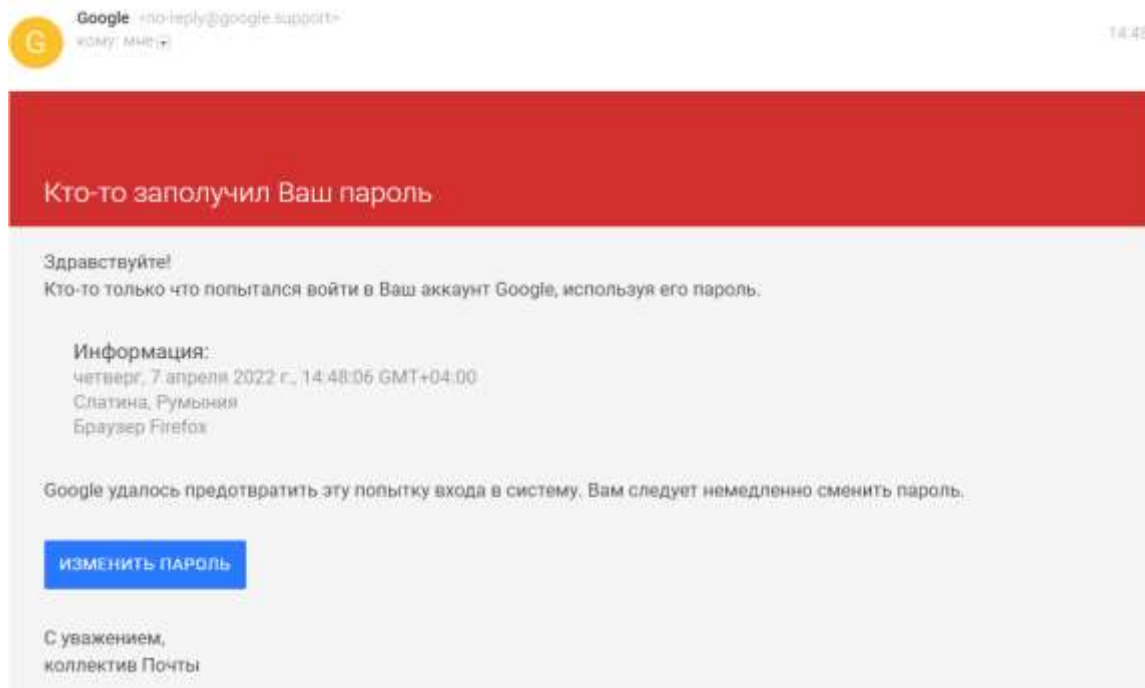 Google <no-reply@google.support>
кому: мне
14:48
G
Кто-то заполучил Ваш пароль
Здравствуйте!
Кто-то только что попытался войти в Ваш аккаунт Google, используя его пароль.
Информация:
четверг, 7 апреля 2022 г., 14:48:06 GMT+04:00
Слатина, Румыния
Браузер Firefox
Google удалось предотвратить эту попытку входа в систему. Вам следует немедленно сменить пароль.
ИЗМЕНИТЬ ПАРОЛЬ
С уважением,
коллектив Почты